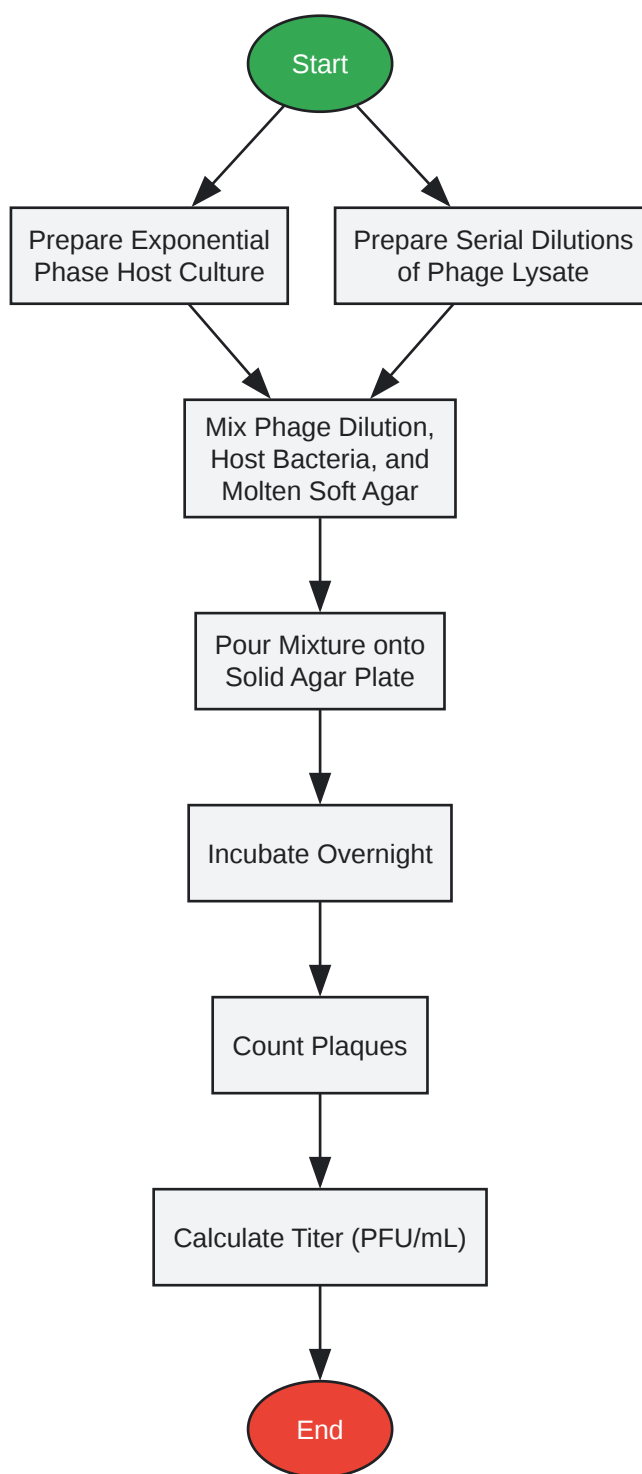 Start
Prepare Exponential
Phase Host Culture
Prepare Serial Dilutions
of Phage Lysate
Mix Phage Dilution,
Host Bacteria, and
Molten Soft Agar
Pour Mixture onto
Solid Agar Plate
Incubate Overnight
Count Plaques
Calculate Titer (PFU/mL)
End